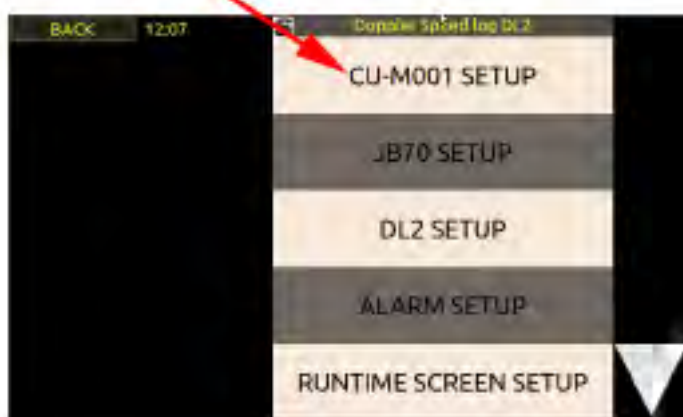 BACK 12:07 Doppler Speed log DL2
CU-M001 SETUP
JB70 SETUP
DL2 SETUP
ALARM SETUP
RUNTIME SCREEN SETUP